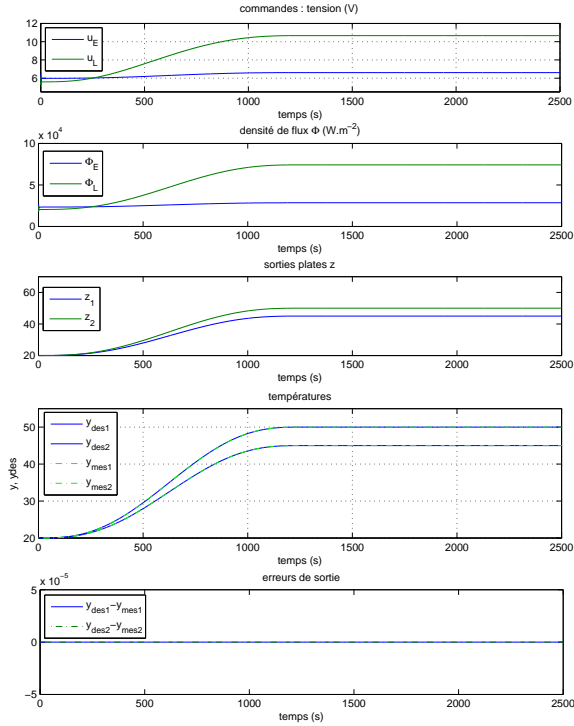 commandes : tension (V)
12
10
8
6
u_E
u_L
0 500 1000 1500 2000 2500
temps (s)
densité de flux Φ (W.m^−2)
x 10^4
10
5
0
Φ_E
Φ_L
0 500 1000 1500 2000 2500
temps (s)
sorties plates z
60
40
20
z_1
z_2
0 500 1000 1500 2000 2500
temps (s)
températures
50
40
30
20
y, ydes
y_des1
y_des2
y_mes1
y_mes2
0 500 1000 1500 2000 2500
temps (s)
erreurs de sortie
x 10^−5
5
0
−5
y_des1−y_mes1
y_des2−y_mes2
0 500 1000 1500 2000 2500
temps (s)